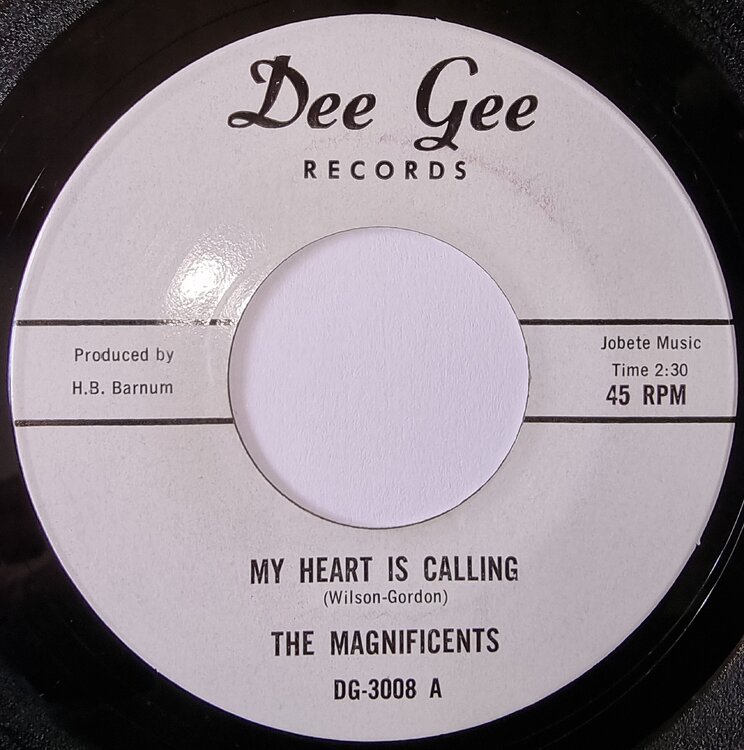 Dee Gee
RECORDS
Produced by
H.B. Barnum
Jobete Music
Time 2:30
45 RPM
MY HEART IS CALLING
(Wilson-Gordon)
THE MAGNIFICENTS
DG-3008 A